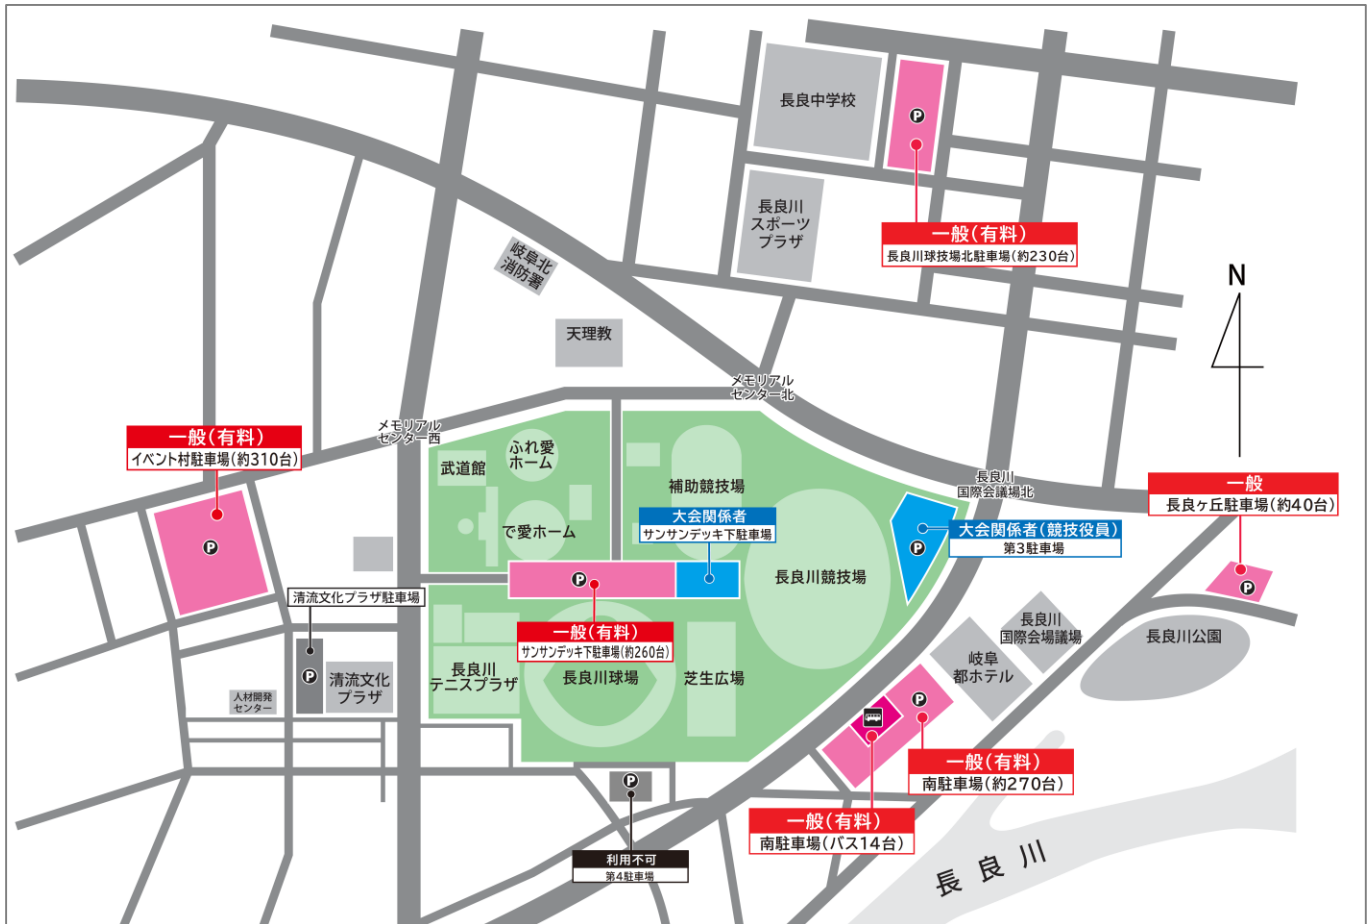 長良中学校
P
長良川
スポーツ
プラザ
一般(有料)
長良川球技場北駐車場(約230台)
岐阜北
消防署
N
天理教
メモリアル
センター北
メモリアル
センター西
一般(有料)
イベント村駐車場(約310台)
P
武道館
ふれ愛
ホーム
で愛ホーム
補助競技場
大会関係者
サンサンデッキ下駐車場
長良川
国際会議場北
大会関係者(競技役員)
第3駐車場
P
一般
長良ヶ丘駐車場(約40台)
P
長良川競技場
P
一般(有料)
サンサンデッキ下駐車場(約260台)
清流文化プラザ駐車場
P
清流文化
プラザ
人材開発
センター
長良川
テニスプラザ
長良川球場
芝生広場
長良川
国際会場議場
岐阜
都ホテル
長良川公園
P
一般(有料)
南駐車場(約270台)
一般(有料)
南駐車場(バス14台)
P
利用不可
第4駐車場
長良川